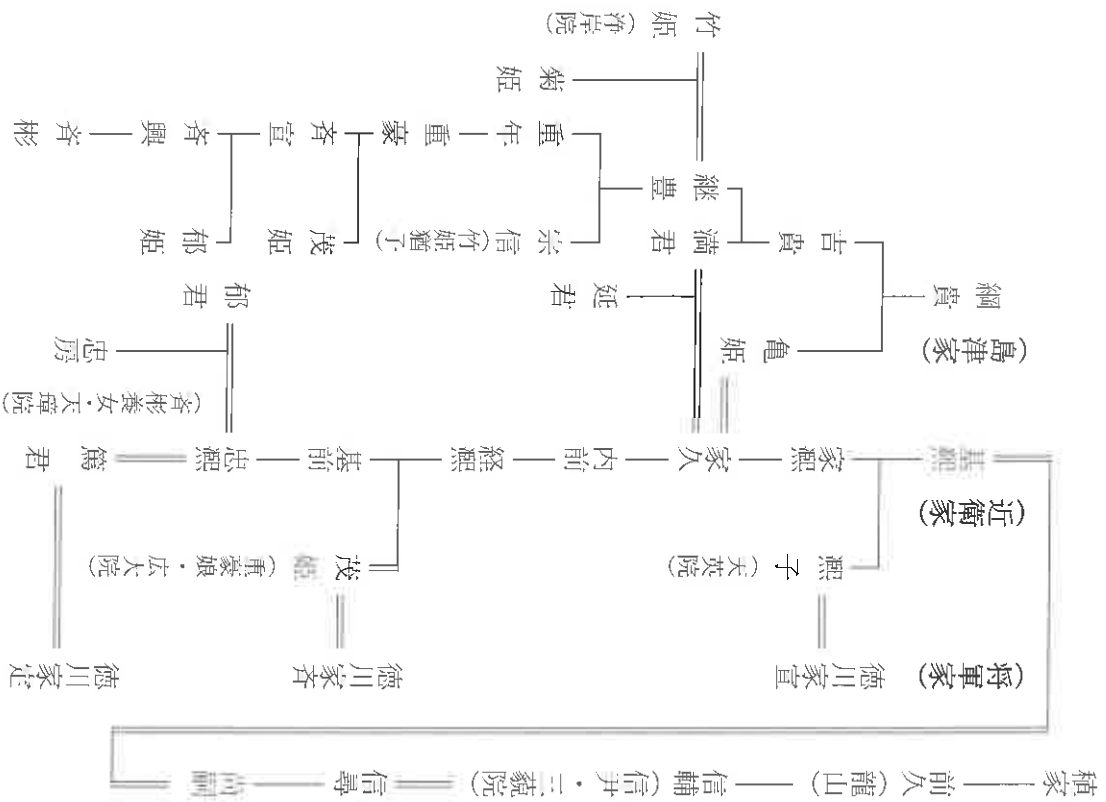 竹姫(浄岸院)
菊姫
重年
重豪
斉宣
斉興
斉彬
継豊
吉貴
満君
宗信(竹姫猶子)
茂姫
郁姫
綱貴
延君
郁君
(島津家)
亀姫
忠房
(斉彬養女・天璋院)
基熙
家熙
家久
内前
経熙
基前
忠熙
篤君
(近衛家)
熙子(天英院)
茂姫(重豪娘・広大院)
(将軍家)
徳川家宣
徳川家斉
徳川家定
稙家
前久(龍山)
信輔(信尹・三藐院)
信尋
尚嗣